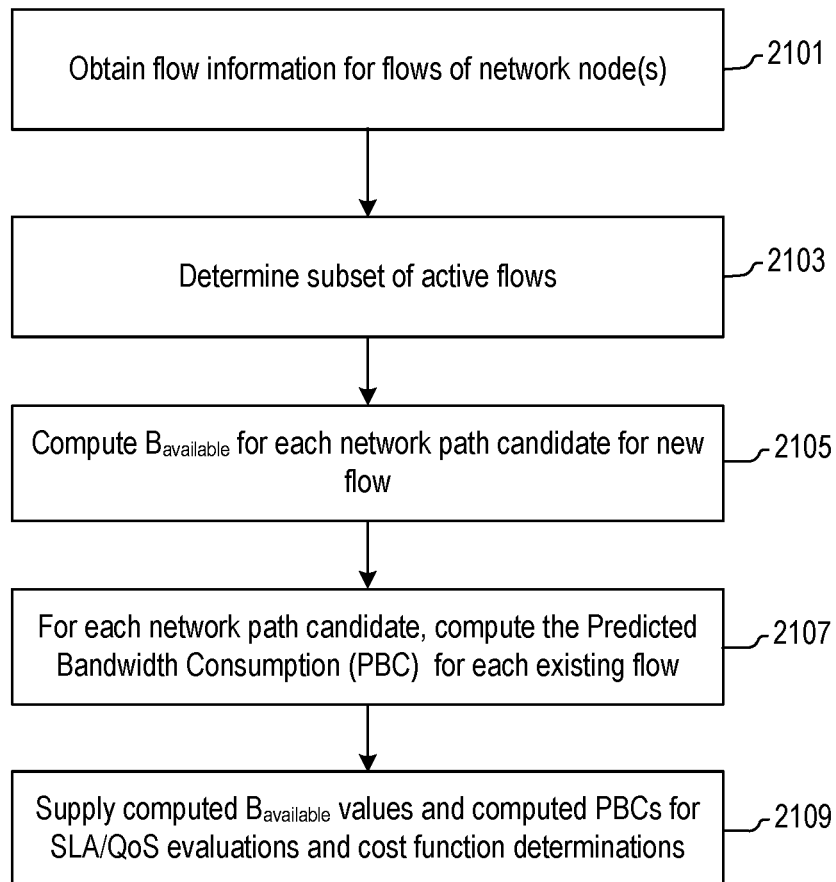 Obtain flow information for flows of network node(s)
2101
Determine subset of active flows
2103
Compute Bavailable for each network path candidate for new
flow
2105
For each network path candidate, compute the Predicted
Bandwidth Consumption (PBC) for each existing flow
2107
Supply computed Bavailable values and computed PBCs for
SLA/QoS evaluations and cost function determinations
2109